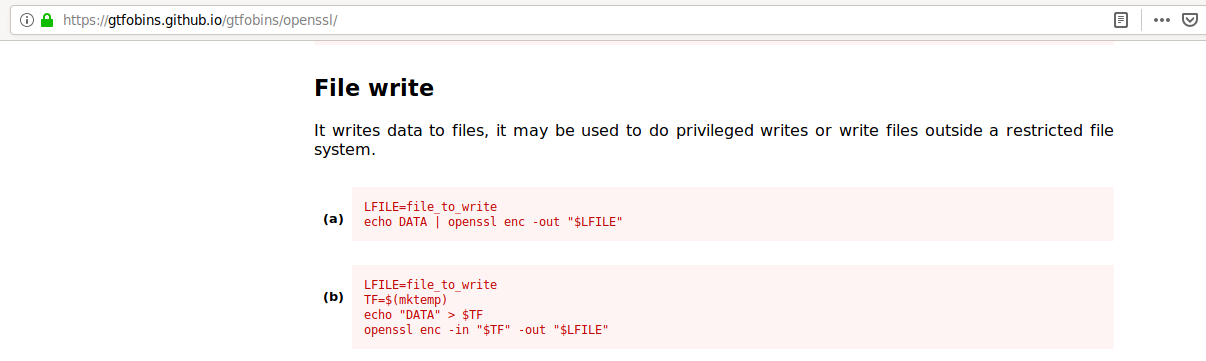 https://gtfobins.github.io/gtfobins/openssl/
File write
It writes data to files, it may be used to do privileged writes or write files outside a restricted file
system.
(a)
LFILE=file_to_write
echo DATA | openssl enc -out "$LFILE"
(b)
LFILE=file_to_write
TF=$(mktemp)
echo "DATA" > $TF
openssl enc -in "$TF" -out "$LFILE"